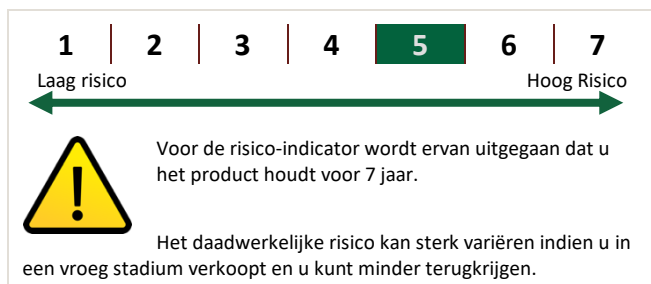 1 2 3 4 5 6 7
Laag risico Hoog Risico
Voor de risico-indicator wordt ervan uitgegaan dat u
het product houdt voor 7 jaar.
Het daadwerkelijke risico kan sterk variëren indien u in
een vroeg stadium verkoopt en u kunt minder terugkrijgen.